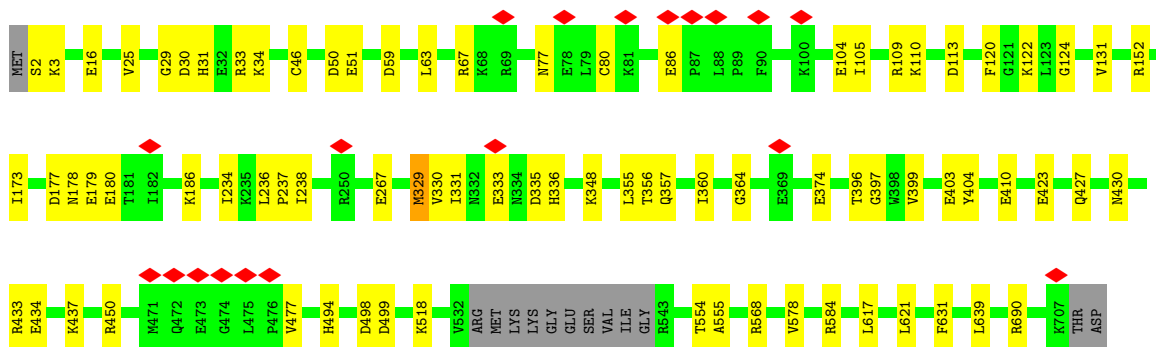 MET S2 K3 E16 V25 G29 D30 H31 E32 R33 K34 C46 D50 E51 D59 L63 R67 K68 R69 N77 E78 L79 C80 K81 E86 P87 L88 P89 F90 K100 E104 I105 R109 K110 D113 F120 G121 K122 L123 G124 V131 R152
I173 D177 N178 E179 E180 T181 I182 K186 I234 K235 L236 P237 I238 R250 E267 M329 V330 I331 N332 E333 N334 D335 H336 K348 L355 T356 Q357 I360 G364 E369 E374 T396 G397 W398 V399 E403 Y404 E410 E423 Q427 N430
R433 E434 K437 R450 M471 Q472 E473 G474 L475 P476 V477 H494 D498 D499 K518 V532 ARG MET LYS LYS GLY GLU SER VAL ILE GLY R543 T554 A555 R568 V578 R584 L617 L621 F631 L639 R690 K707 THR ASP